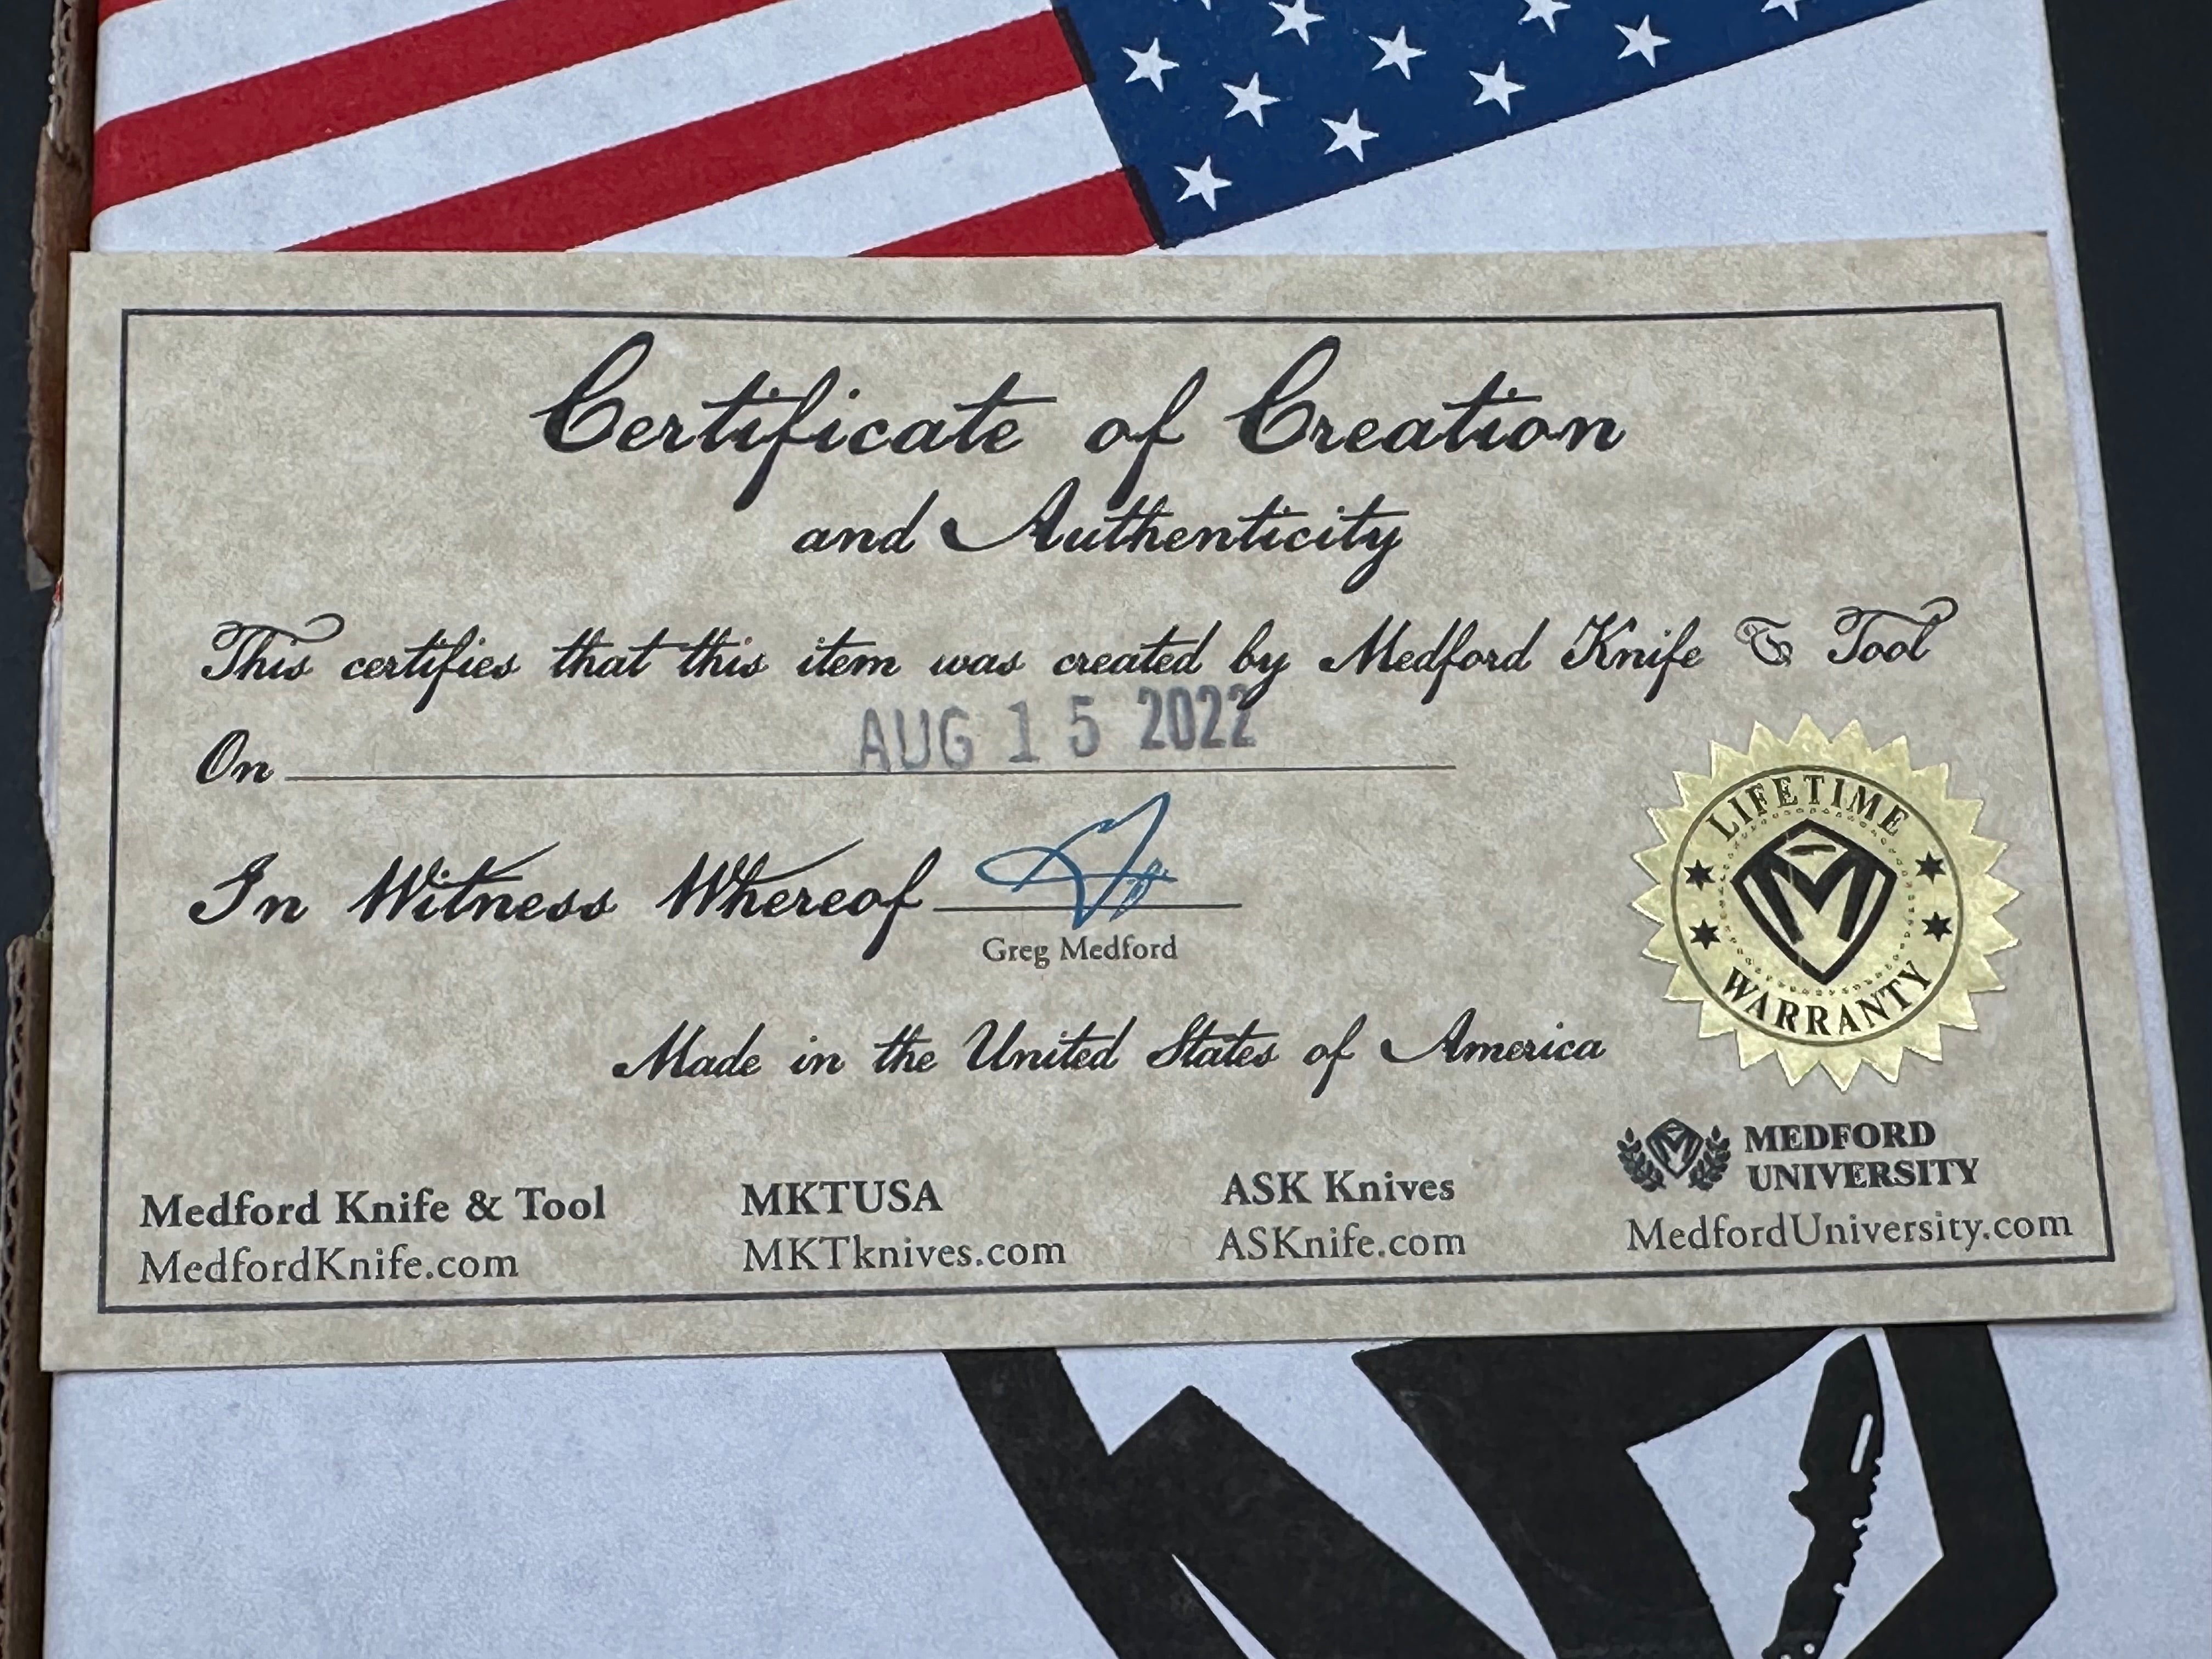 Certificate of Creation
and Authenticity
This certifies that this item was created by Medford Knife & Tool
On AUG 15 2022
In Witness Whereof
Greg Medford
LIFETIME
M
WARRANTY
Made in the United States of America
Medford Knife & Tool
MedfordKnife.com
MKTUSA
MKTknives.com
ASK Knives
ASKnife.com
MEDFORD
UNIVERSITY
MedfordUniversity.com